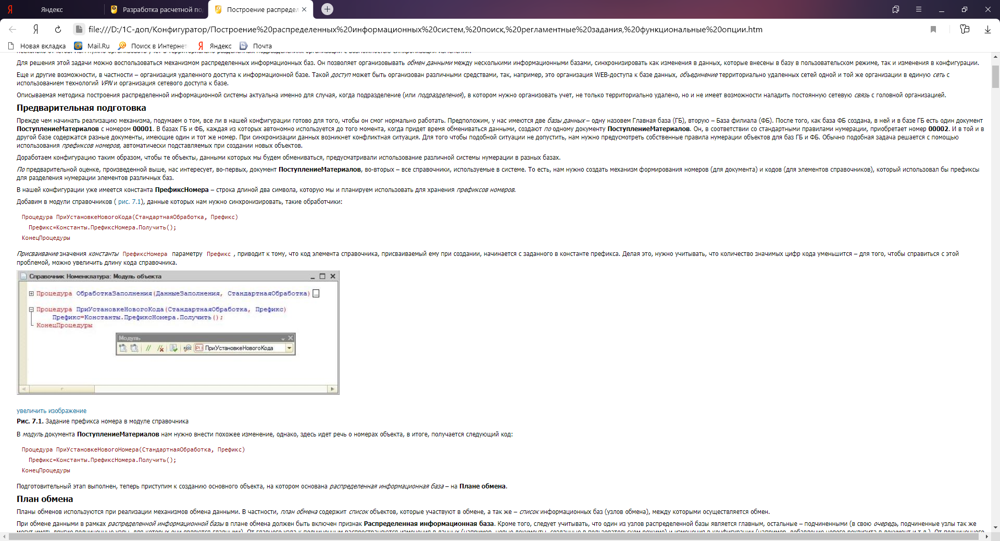 Яндекс
Разработка расчетной по
Построение распредел
file:///D:/1С-доп/Конфигуратор/Построение%20распределенных%20информационных%20систем,%20поиск,%20регламентные%20задания,%20функциональные%20опции.htm
Новая вкладка Mail.Ru Поиск в Интернет Яндекс Почта
Для решения этой задачи можно воспользоваться механизмом распределенных информационных баз. Он позволяет организовывать обмен данными между несколькими информационными базами, синхронизировать как изменения в данных, которые внесены в базу в пользовательском режиме, так и изменения в конфигурации.
Еще и другие возможности, в частности – организация удаленного доступа к информационной базе. Такой доступ может быть организован различными средствами, так, например, это организация WEB-доступа к базе данных, объединение территориально удаленных сетей одной и той же организации в единую сеть с
использованием технологий VPN и организация сетевого доступа к базе.
Описываемая методика построения распределенной информационной системы актуальна именно для случая, когда подразделение (или подразделения), в котором нужно организовать учет, не только территориально удалено, но и не имеет возможности наладить постоянную сетевую связь с головной организацией.
Предварительная подготовка
Прежде чем начинать реализацию механизма, подумаем о том, все ли в нашей конфигурации готово для того, чтобы он смог нормально работать. Предположим, у нас имеются две базы данных – одну назовем Главная база (ГБ), вторую – База филиала (ФБ). После того, как база ФБ создана, в ней и в базе ГБ есть один документ
ПоступлениеМатериалов с номером 00001. В базах ГБ и ФБ, каждая из которых автономно используется до того момента, когда придет время обмениваться данными, создают по одному документу ПоступлениеМатериалов. Он, в соответствии со стандартными правилами нумерации, приобретает номер 00002. И в той и в
другой базе содержатся разные документы, имеющие один и тот же номер. При синхронизации данных возникнет конфликтная ситуация. Для того чтобы подобной ситуации не допустить, нам нужно предусмотреть собственные правила нумерации объектов для баз ГБ и ФБ. Обычно подобная задача решается с помощью
использования префиксов номеров, автоматически подставляемых при создании новых объектов.
Доработаем конфигурацию таким образом, чтобы те объекты, данными которых мы будем обмениваться, предусматривали использование различной системы нумерации в разных базах.
По предварительной оценке, произведенной выше, нас интересует, во-первых, документ ПоступлениеМатериалов, во-вторых – все справочники, используемые в системе. То есть, нам нужно создать механизм формирования номеров (для документа) и кодов (для элементов справочников), который использовал бы префиксы
для разделения нумерации элементов различных баз.
В нашей конфигурации уже имеется константа ПрефиксНомера – строка длиной два символа, которую мы и планируем использовать для хранения префиксов номеров.
Добавим в модули справочников ( рис. 7.1), данные которых нам нужно синхронизировать, такие обработчики:
Процедура ПриУстановкеНовогоКода(СтандартнаяОбработка, Префикс)
Префикс=Константы.ПрефиксНомера.Получить();
КонецПроцедуры
Присваивание значения константы ПрефиксНомера параметру Префикс , приводит к тому, что код элемента справочника, присваиваемый ему при создании, начинается с заданного в константе префикса. Делая это, нужно учитывать, что количество значимых цифр кода уменьшится – для того, чтобы справиться с этой
проблемой, можно увеличить длину кода справочника.
Справочник Номенклатура: Модуль объекта
Процедура ОбработкаЗаполнения(ДанныеЗаполнения, СтандартнаяОбработка) ...
Процедура ПриУстановкеНовогоКода(СтандартнаяОбработка, Префикс)
Префикс=Константы.ПрефиксНомера.Получить();
КонецПроцедуры
Модуль
ПриУстановкеНовогоКода
увеличить изображение
Рис. 7.1. Задание префикса номера в модуле справочника
В модуль документа ПоступлениеМатериалов нам нужно внести похожее изменение, однако, здесь идет речь о номерах объекта, в итоге, получается следующий код:
Процедура ПриУстановкеНовогоНомера(СтандартнаяОбработка, Префикс)
Префикс=Константы.ПрефиксНомера.Получить();
КонецПроцедуры
Подготовительный этап выполнен, теперь приступим к созданию основного объекта, на котором основана распределенная информационная база – на Плане обмена.
План обмена
Планы обменов используются при реализации механизмов обмена данными. В частности, план обмена содержит список объектов, которые участвуют в обмене, а так же – список информационных баз (узлов обмена), между которыми осуществляется обмен.
При обмене данными в рамках распределенной информационной базы в плане обмена должен быть включен признак Распределенная информационная база. Кроме того, следует учитывать, что один из узлов распределенной базы является главным, остальные – подчиненными (в свою очередь, подчиненные узлы так же